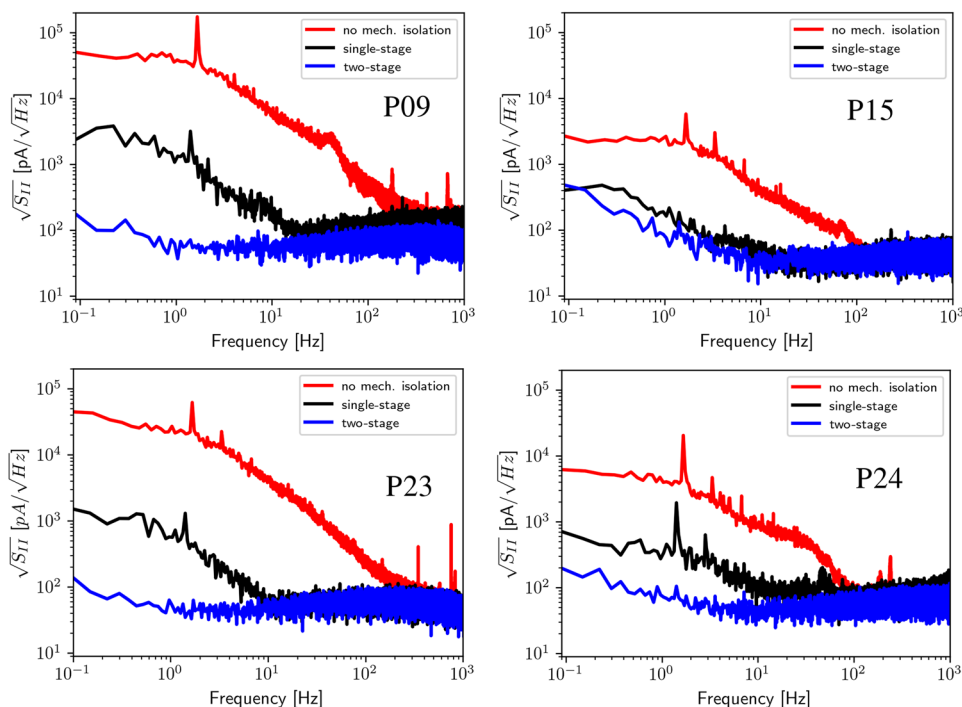 no mech. isolation
single-stage
two-stage
P09
√S_II [pA/√Hz]
10^5
10^4
10^3
10^2
10^1
10^-1 10^0 10^1 10^2 10^3
Frequency [Hz]
no mech. isolation
single-stage
two-stage
P15
√S_II [pA/√Hz]
10^5
10^4
10^3
10^2
10^1
10^-1 10^0 10^1 10^2 10^3
Frequency [Hz]
no mech. isolation
single-stage
two-stage
P23
√S_II [pA/√Hz]
10^5
10^4
10^3
10^2
10^1
10^-1 10^0 10^1 10^2 10^3
Frequency [Hz]
no mech. isolation
single-stage
two-stage
P24
√S_II [pA/√Hz]
10^5
10^4
10^3
10^2
10^1
10^-1 10^0 10^1 10^2 10^3
Frequency [Hz]